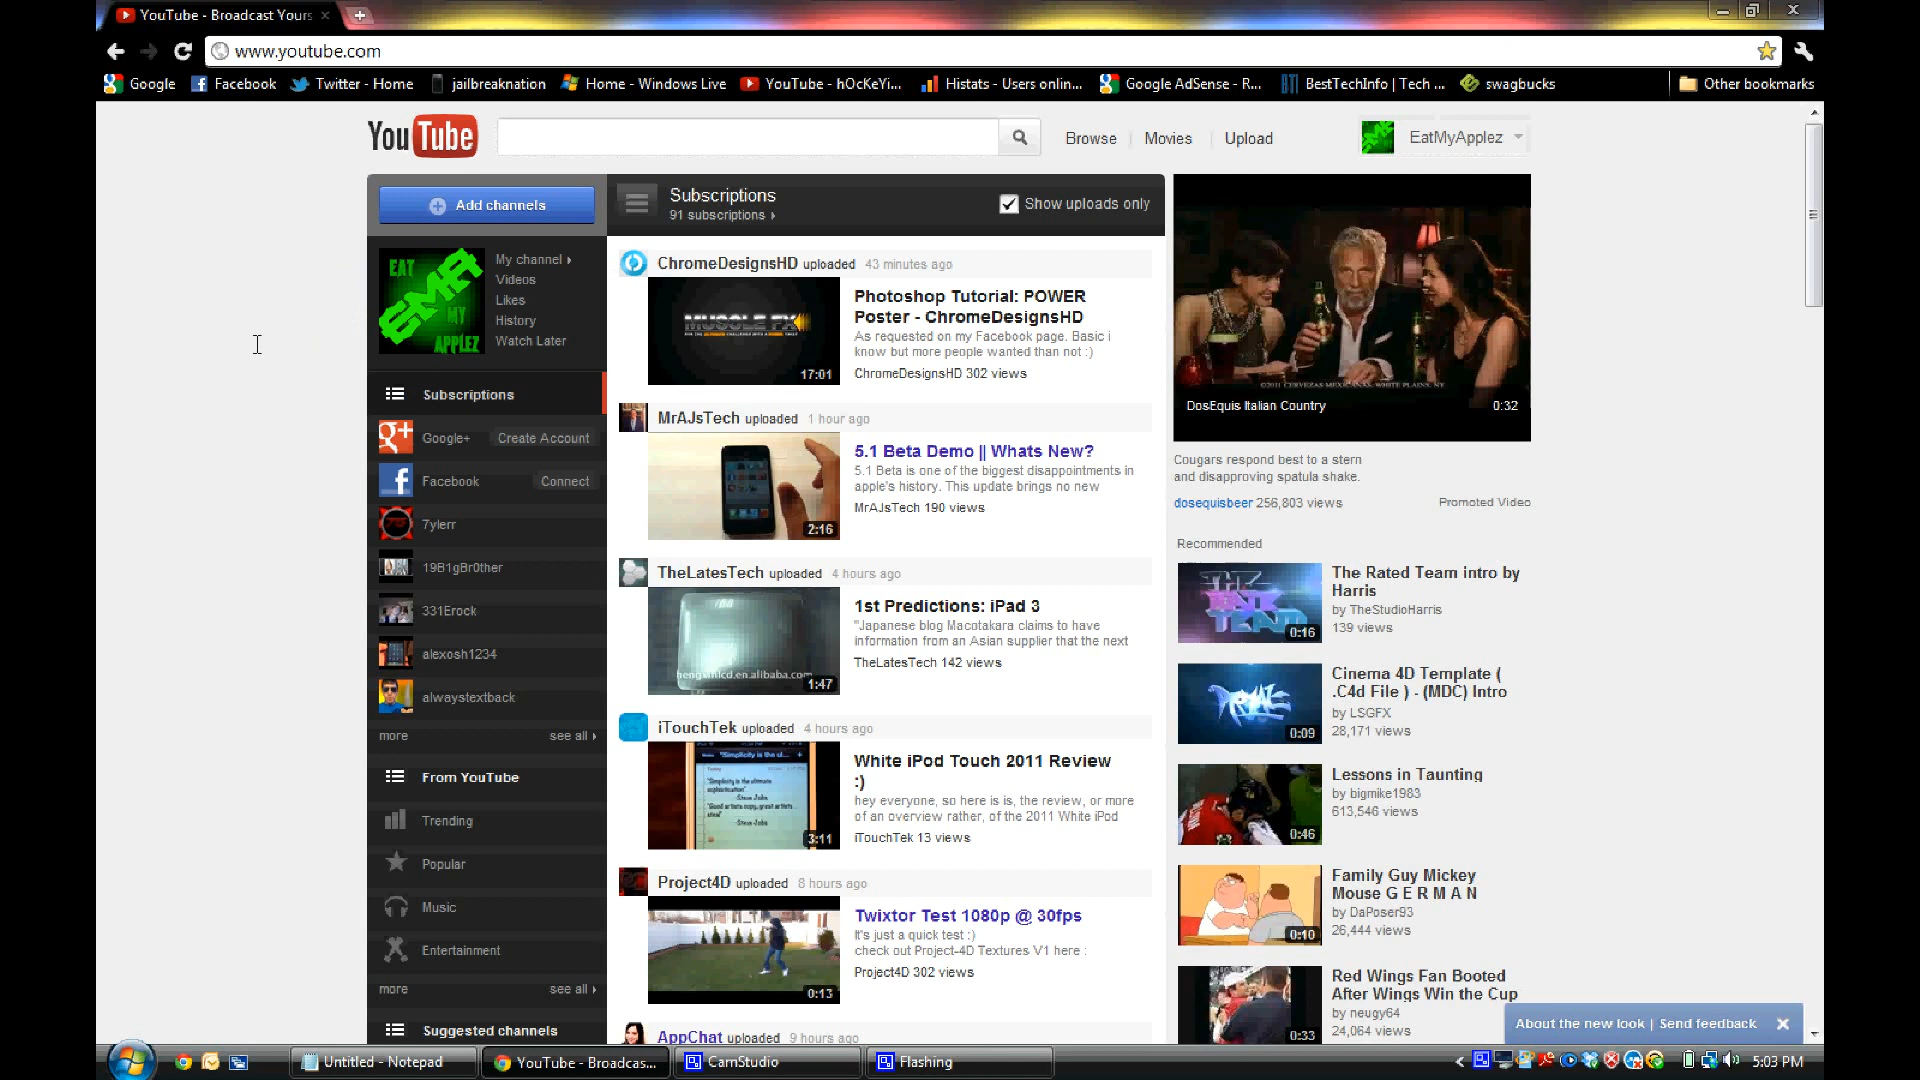 YouTube - Broadcast Yours
www.youtube.com
Google Facebook Twitter - Home jailbreaknation Home - Windows Live YouTube - hOcKeYi... Histats - Users onlin... Google AdSense - R... BestTechInfo | Tech ... swagbucks Other bookmarks
YouTube Browse Movies Upload EatMyApplez
Add channels
Subscriptions
91 subscriptions
Show uploads only
EAT EMA MY APPLEZ
My channel
Videos
Likes
History
Watch Later
Subscriptions
Google+ Create Account
Facebook Connect
7ylerr
19B1gBr0ther
331Erock
alexosh1234
alwaystextback
more see all
From YouTube
Trending
Popular
Music
Entertainment
more see all
Suggested channels
ChromeDesignsHD uploaded 43 minutes ago
MUSCLE FX
17:01
Photoshop Tutorial: POWER
Poster - ChromeDesignsHD
As requested on my Facebook page. Basic i
know but more people wanted than not :)
ChromeDesignsHD 302 views
MrAJsTech uploaded 1 hour ago
2:16
5.1 Beta Demo || Whats New?
5.1 Beta is one of the biggest disappointments in
apple's history. This update brings no new
MrAJsTech 190 views
TheLatesTech uploaded 4 hours ago
1:47
1st Predictions: iPad 3
"Japanese blog Macotakara claims to have
information from an Asian supplier that the next
TheLatesTech 142 views
iTouchTek uploaded 4 hours ago
3:11
White iPod Touch 2011 Review
:)
hey everyone, so here is is, the review, or more
of an overview rather, of the 2011 White iPod
iTouchTek 13 views
Project4D uploaded 8 hours ago
0:13
Twixtor Test 1080p @ 30fps
It's just a quick test :)
check out Project-4D Textures V1 here :
Project4D 302 views
AppChat uploaded 9 hours ago
©2011 CERVEZAS MEXICANAS, WHITE PLAINS, NY
DosEquis Italian Country 0:32
Cougars respond best to a stern
and disapproving spatula shake.
dosequisbeer 256,803 views Promoted Video
Recommended
0:16
The Rated Team intro by
Harris
by TheStudioHarris
139 views
0:09
Cinema 4D Template (
.C4d File ) - (MDC) Intro
by LSGFX
28,171 views
0:46
Lessons in Taunting
by bigmike1983
613,546 views
0:10
Family Guy Mickey
Mouse G E R M A N
by DaPoser93
26,444 views
0:33
Red Wings Fan Booted
After Wings Win the Cup
by neugy64
24,064 views
About the new look | Send feedback
Untitled - Notepad YouTube - Broadcas... CamStudio Flashing 5:03 PM